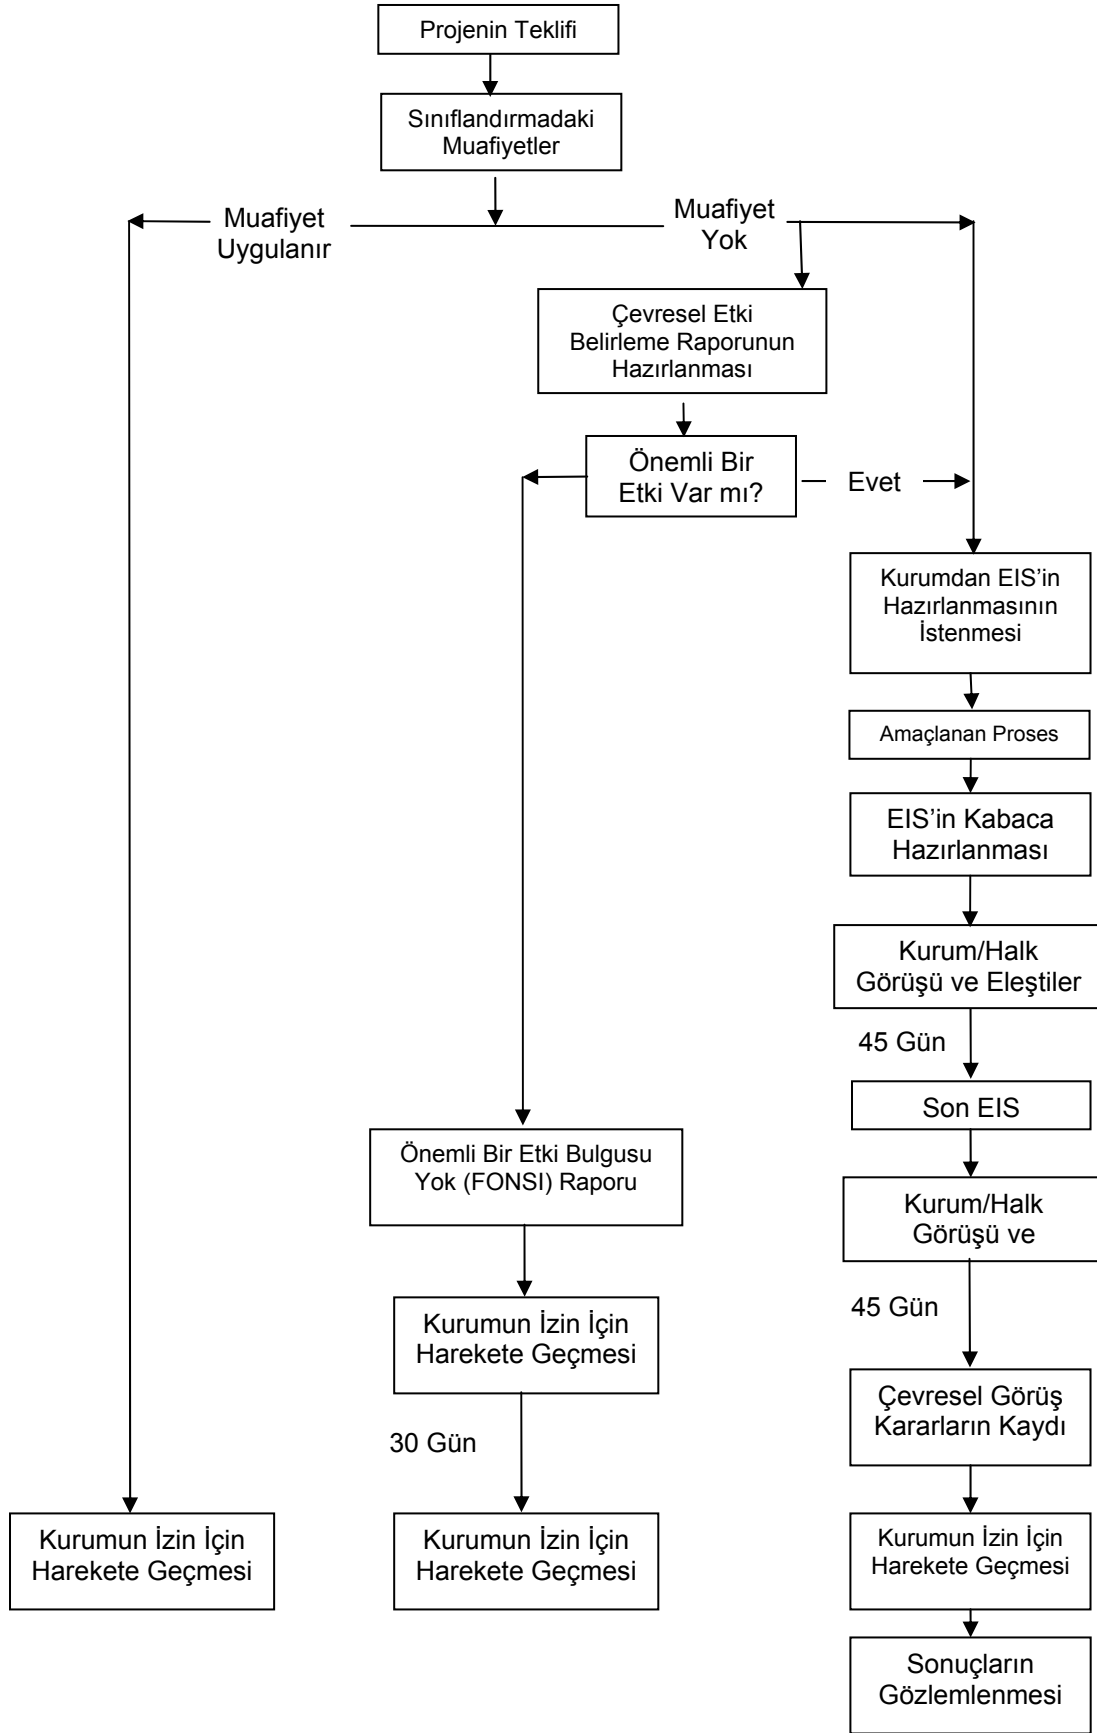 Projenin Teklifi
Sınıflandırmadaki
Muafiyetler
Muafiyet
Uygulanır
Muafiyet
Yok
Çevresel Etki
Belirleme Raporunun
Hazırlanması
Önemli Bir
Etki Var mı?
Evet
Kurumdan EIS’in
Hazırlanmasının
İstenmesi
Amaçlanan Proses
EIS’in Kabaca
Hazırlanması
Kurum/Halk
Görüşü ve Eleştiler
45 Gün
Son EIS
Önemli Bir Etki Bulgusu
Yok (FONSI) Raporu
Kurum/Halk
Görüşü ve
45 Gün
Kurumun İzin İçin
Harekete Geçmesi
30 Gün
Çevresel Görüş
Kararların Kaydı
Kurumun İzin İçin
Harekete Geçmesi
Kurumun İzin İçin
Harekete Geçmesi
Kurumun İzin İçin
Harekete Geçmesi
Sonuçların
Gözlemlenmesi